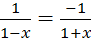 1/(1−x) = −1/(1+x)